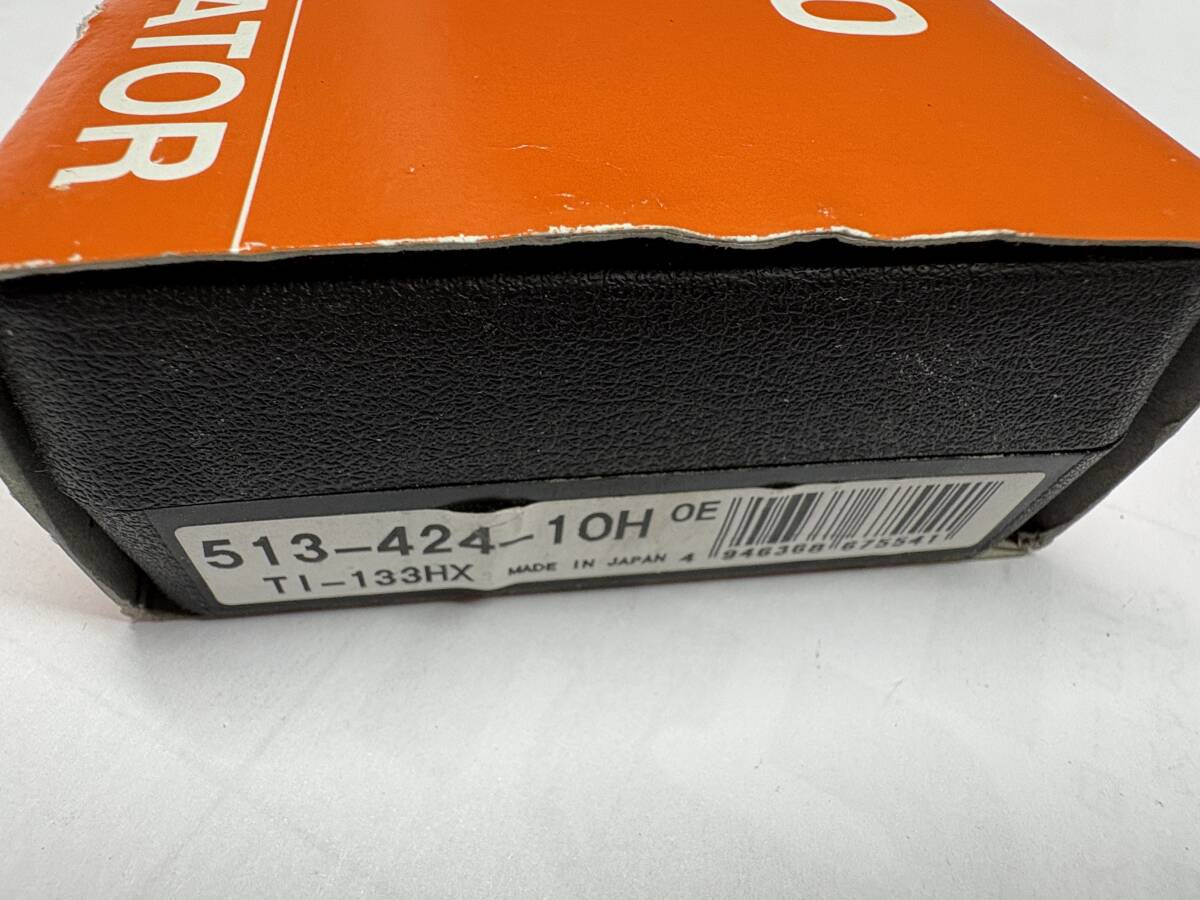 ATOR
513-424-10H OE
TI-133HX MADE IN JAPAN 4 946368 675541